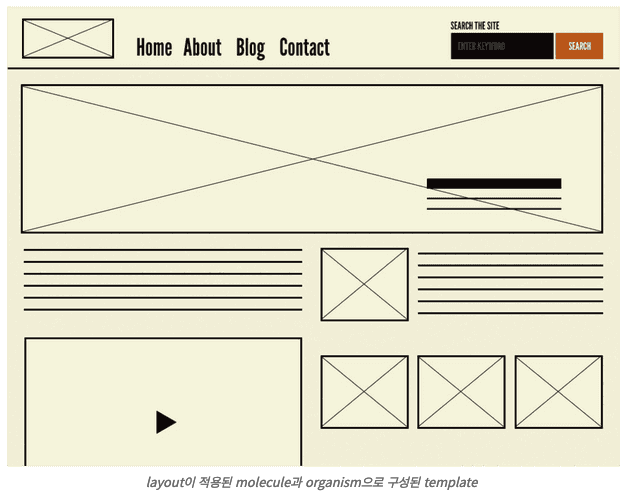 SEARCH THE SITE
Home About Blog Contact
ENTER KEYWORD
SEARCH
layout이 적용된 molecule과 organism으로 구성된 template